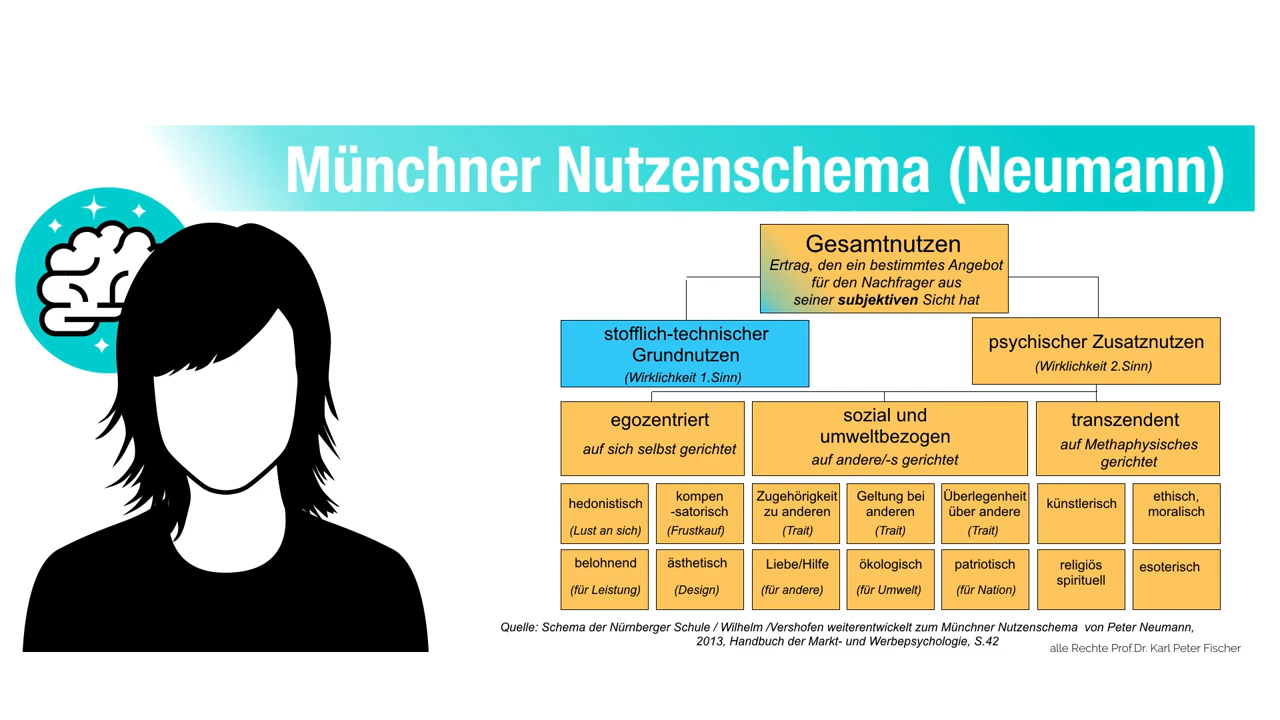 Münchner Nutzenschema (Neumann)
Gesamtnutzen
Ertrag, den ein bestimmtes Angebot
für den Nachfrager aus
seiner subjektiven Sicht hat
stofflich-technischer
Grundnutzen
(Wirklichkeit 1.Sinn)
psychischer Zusatznutzen
(Wirklichkeit 2.Sinn)
egozentriert
auf sich selbst gerichtet
sozial und
umweltbezogen
auf andere/-s gerichtet
transzendent
auf Methaphysisches
gerichtet
hedonistisch
(Lust an sich)
kompen
-satorisch
(Frustkauf)
Zugehörigkeit
zu anderen
(Trait)
Geltung bei
anderen
(Trait)
Überlegenheit
über andere
(Trait)
künstlerisch
ethisch,
moralisch
belohnend
(für Leistung)
ästhetisch
(Design)
Liebe/Hilfe
(für andere)
ökologisch
(für Umwelt)
patriotisch
(für Nation)
religiös
spirituell
esoterisch
Quelle: Schema der Nürnberger Schule / Wilhelm /Vershofen weiterentwickelt zum Münchner Nutzenschema von Peter Neumann,
2013, Handbuch der Markt- und Werbepsychologie, S.42
alle Rechte Prof.Dr. Karl Peter Fischer